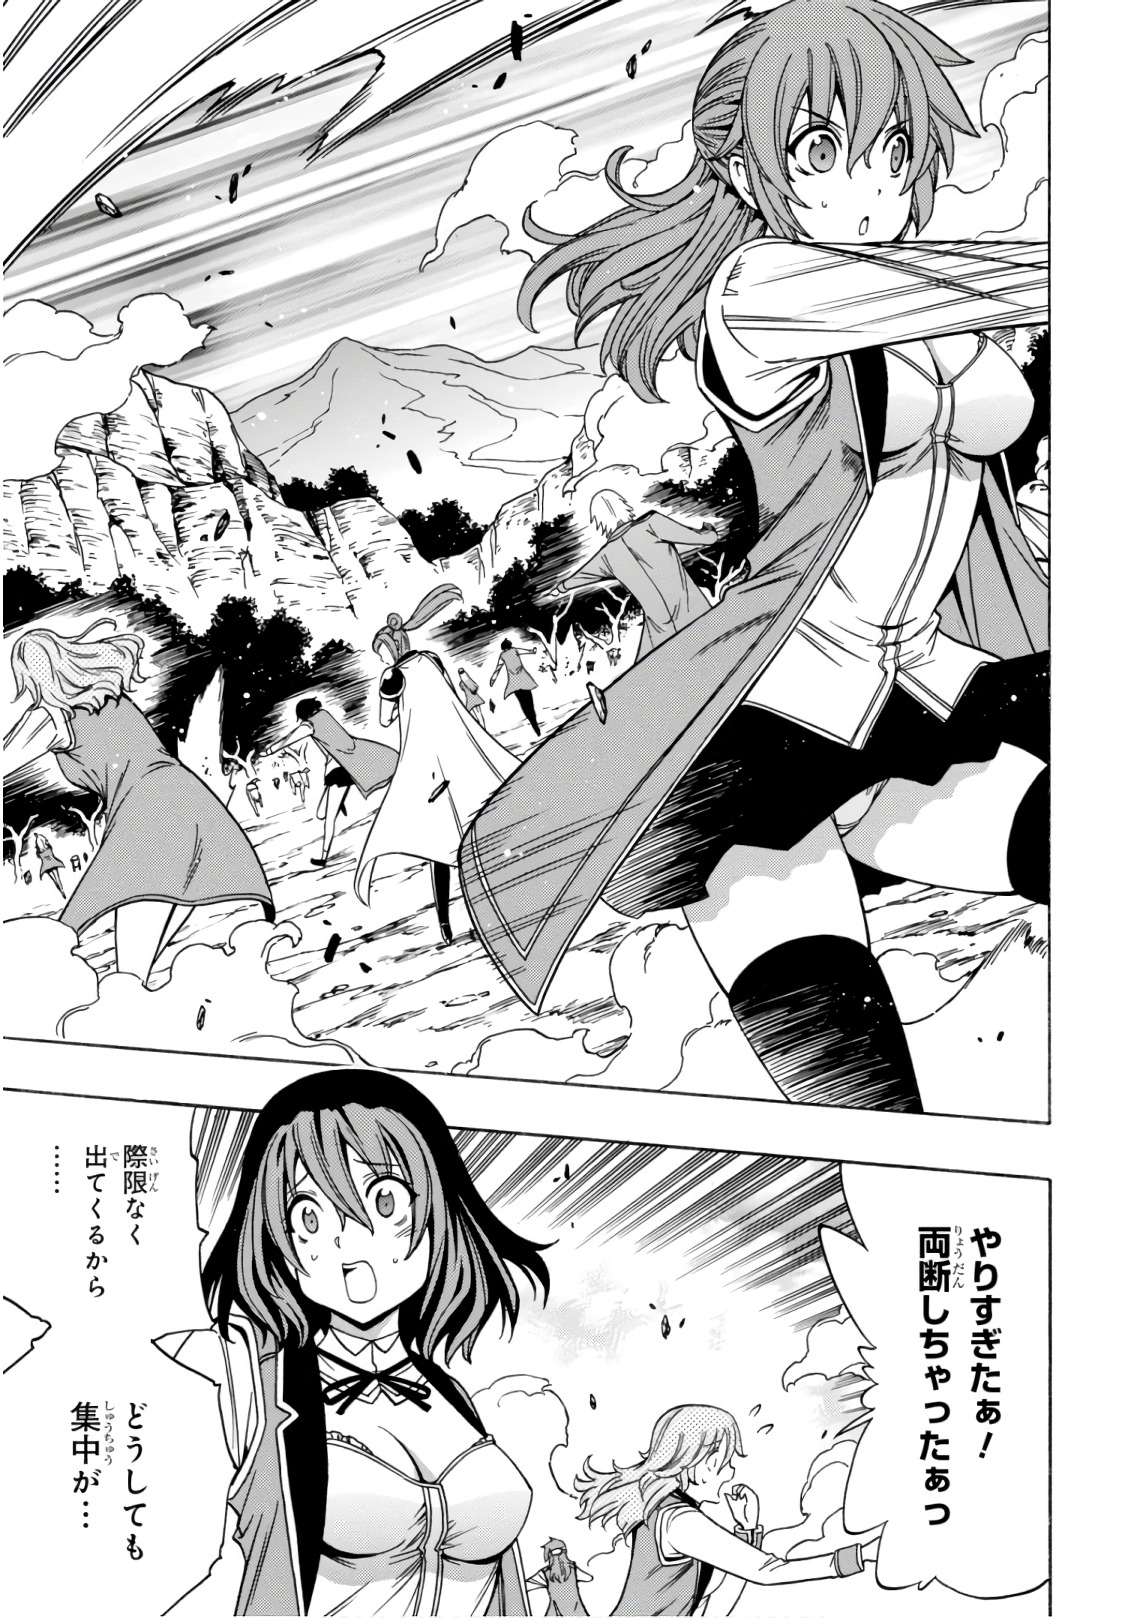 やりすぎたぁ！
両断しちゃったぁっ
際限なく
出てくるから
……
どうしても
集中が…